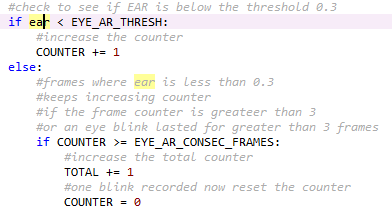 #check to see if EAR is below the threshold 0.3
if ear < EYE_AR_THRESH:
#increase the counter
COUNTER += 1
else:
#frames where ear is less than 0.3
#keeps increasing counter
#if the frame counter is greateer than 3
#or an eye blink lasted for greater than 3 frames
if COUNTER >= EYE_AR_CONSEC_FRAMES:
#increase the total counter
TOTAL += 1
#one blink recorded now reset the counter
COUNTER = 0